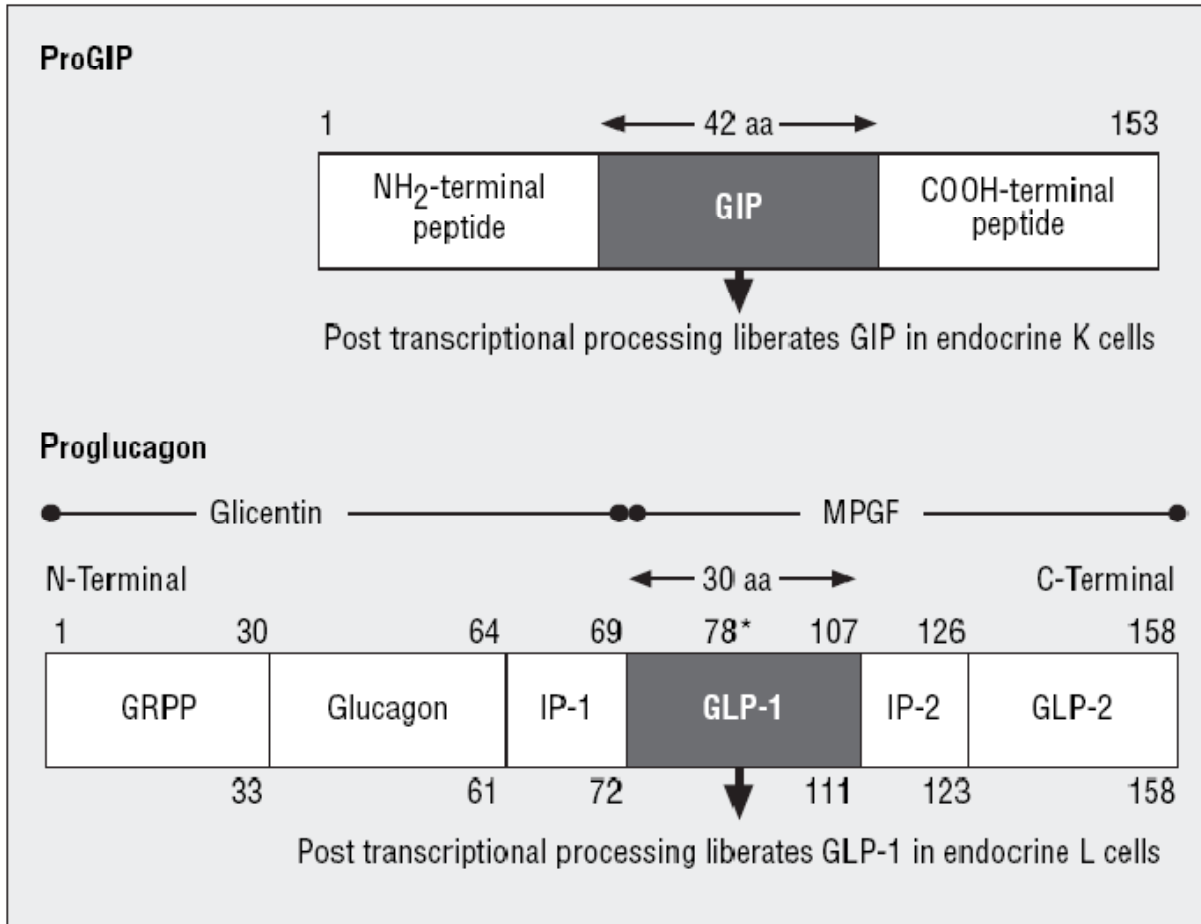 ProGIP
1 42 aa 153
NH2-terminal peptide GIP COOH-terminal peptide
Post transcriptional processing liberates GIP in endocrine K cells
Proglucagon
Glicentin MPGF
N-Terminal 30 aa C-Terminal
1 30 64 69 78* 107 126 158
GRPP Glucagon IP-1 GLP-1 IP-2 GLP-2
33 61 72 111 123 158
Post transcriptional processing liberates GLP-1 in endocrine L cells